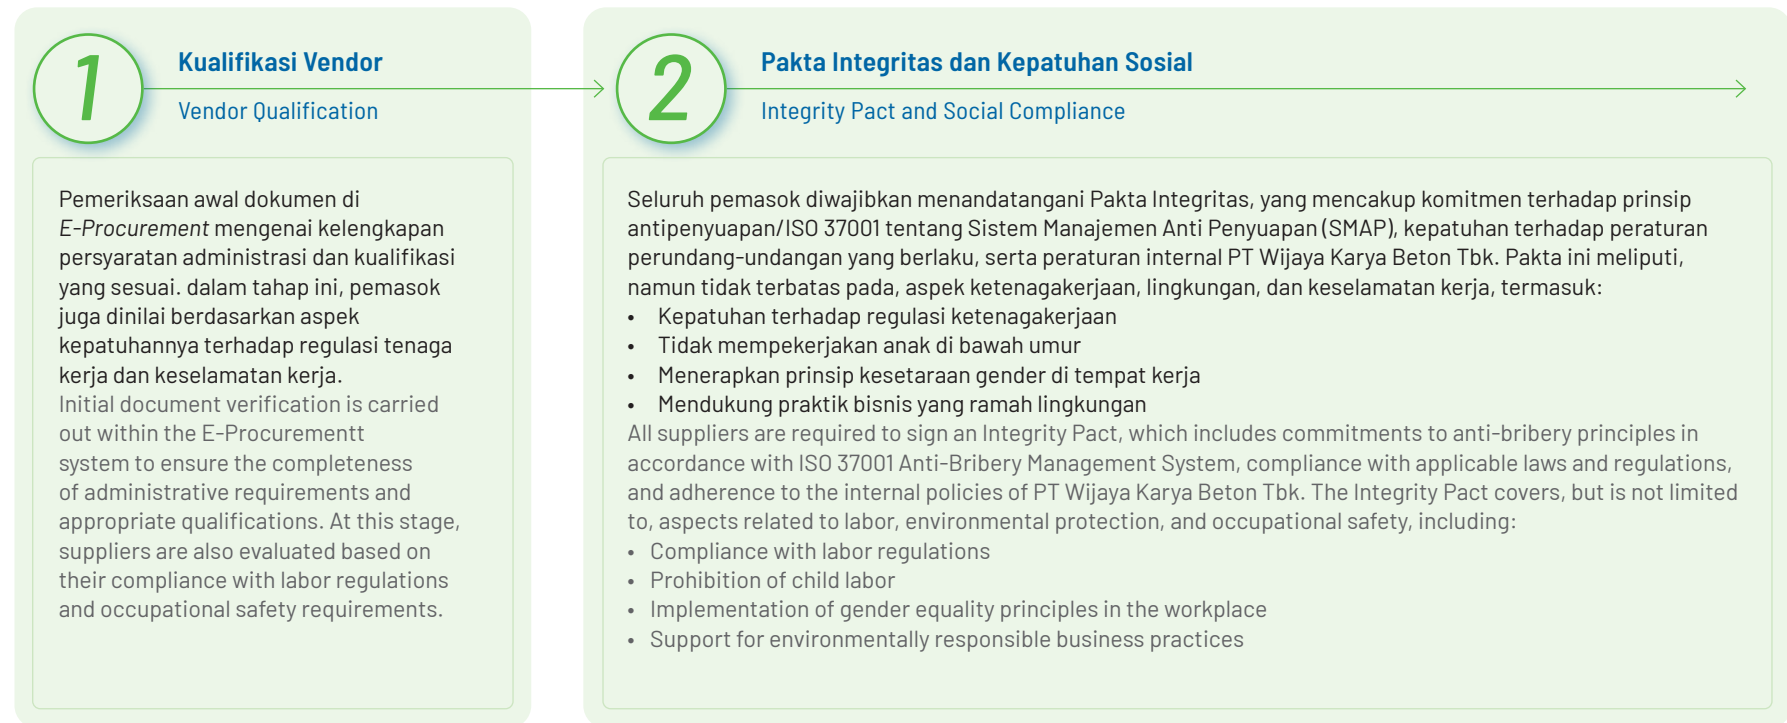 1
Kualifikasi Vendor
Vendor Qualification
Pemeriksaan awal dokumen di
E-Procurement mengenai kelengkapan
persyaratan administrasi dan kualifikasi
yang sesuai. dalam tahap ini, pemasok
juga dinilai berdasarkan aspek
kepatuhannya terhadap regulasi tenaga
kerja dan keselamatan kerja.
Initial document verification is carried
out within the E-Procurementt
system to ensure the completeness
of administrative requirements and
appropriate qualifications. At this stage,
suppliers are also evaluated based on
their compliance with labor regulations
and occupational safety requirements.
2
Pakta Integritas dan Kepatuhan Sosial
Integrity Pact and Social Compliance
Seluruh pemasok diwajibkan menandatangani Pakta Integritas, yang mencakup komitmen terhadap prinsip
antipenyuapan/ISO 37001 tentang Sistem Manajemen Anti Penyuapan (SMAP), kepatuhan terhadap peraturan
perundang-undangan yang berlaku, serta peraturan internal PT Wijaya Karya Beton Tbk. Pakta ini meliputi,
namun tidak terbatas pada, aspek ketenagakerjaan, lingkungan, dan keselamatan kerja, termasuk:
• Kepatuhan terhadap regulasi ketenagakerjaan
• Tidak mempekerjakan anak di bawah umur
• Menerapkan prinsip kesetaraan gender di tempat kerja
• Mendukung praktik bisnis yang ramah lingkungan
All suppliers are required to sign an Integrity Pact, which includes commitments to anti-bribery principles in
accordance with ISO 37001 Anti-Bribery Management System, compliance with applicable laws and regulations,
and adherence to the internal policies of PT Wijaya Karya Beton Tbk. The Integrity Pact covers, but is not limited
to, aspects related to labor, environmental protection, and occupational safety, including:
• Compliance with labor regulations
• Prohibition of child labor
• Implementation of gender equality principles in the workplace
• Support for environmentally responsible business practices